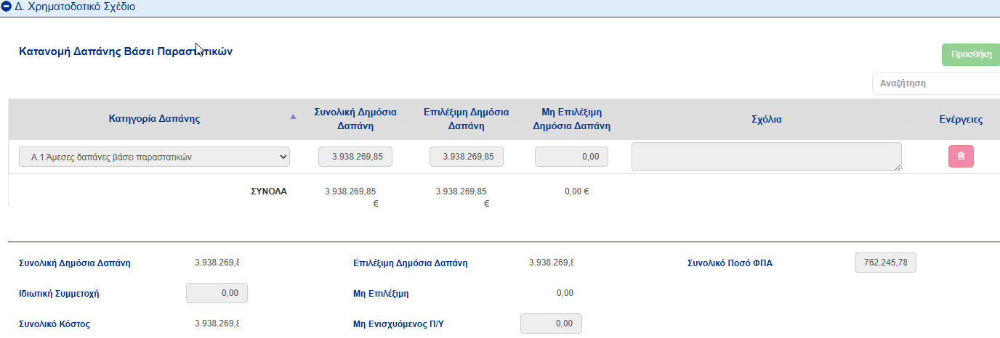 Δ. Χρηματοδοτικό Σχέδιο
Κατανομή Δαπάνης Βάσει Παραστατικών
Προσθήκη
Αναζήτηση
Κατηγορία Δαπάνης Συνολική Δημόσια Δαπάνη Επιλέξιμη Δημόσια Δαπάνη Μη Επιλέξιμη Δημόσια Δαπάνη Σχόλια Ενέργειες
Α.1 Άμεσες δαπάνες βάσει παραστατικών 3.938.269,85 3.938.269,85 0,00
ΣΥΝΟΛΑ 3.938.269,85 € 3.938.269,85 € 0,00 €
Συνολική Δημόσια Δαπάνη 3.938.269,8 Επιλέξιμη Δημόσια Δαπάνη 3.938.269,8 Συνολικό Ποσό ΦΠΑ 762.245,78
Ιδιωτική Συμμετοχή 0,00 Μη Επιλέξιμη 0,00
Συνολικό Κόστος 3.938.269,8 Μη Ενισχυόμενος Π/Υ 0,00